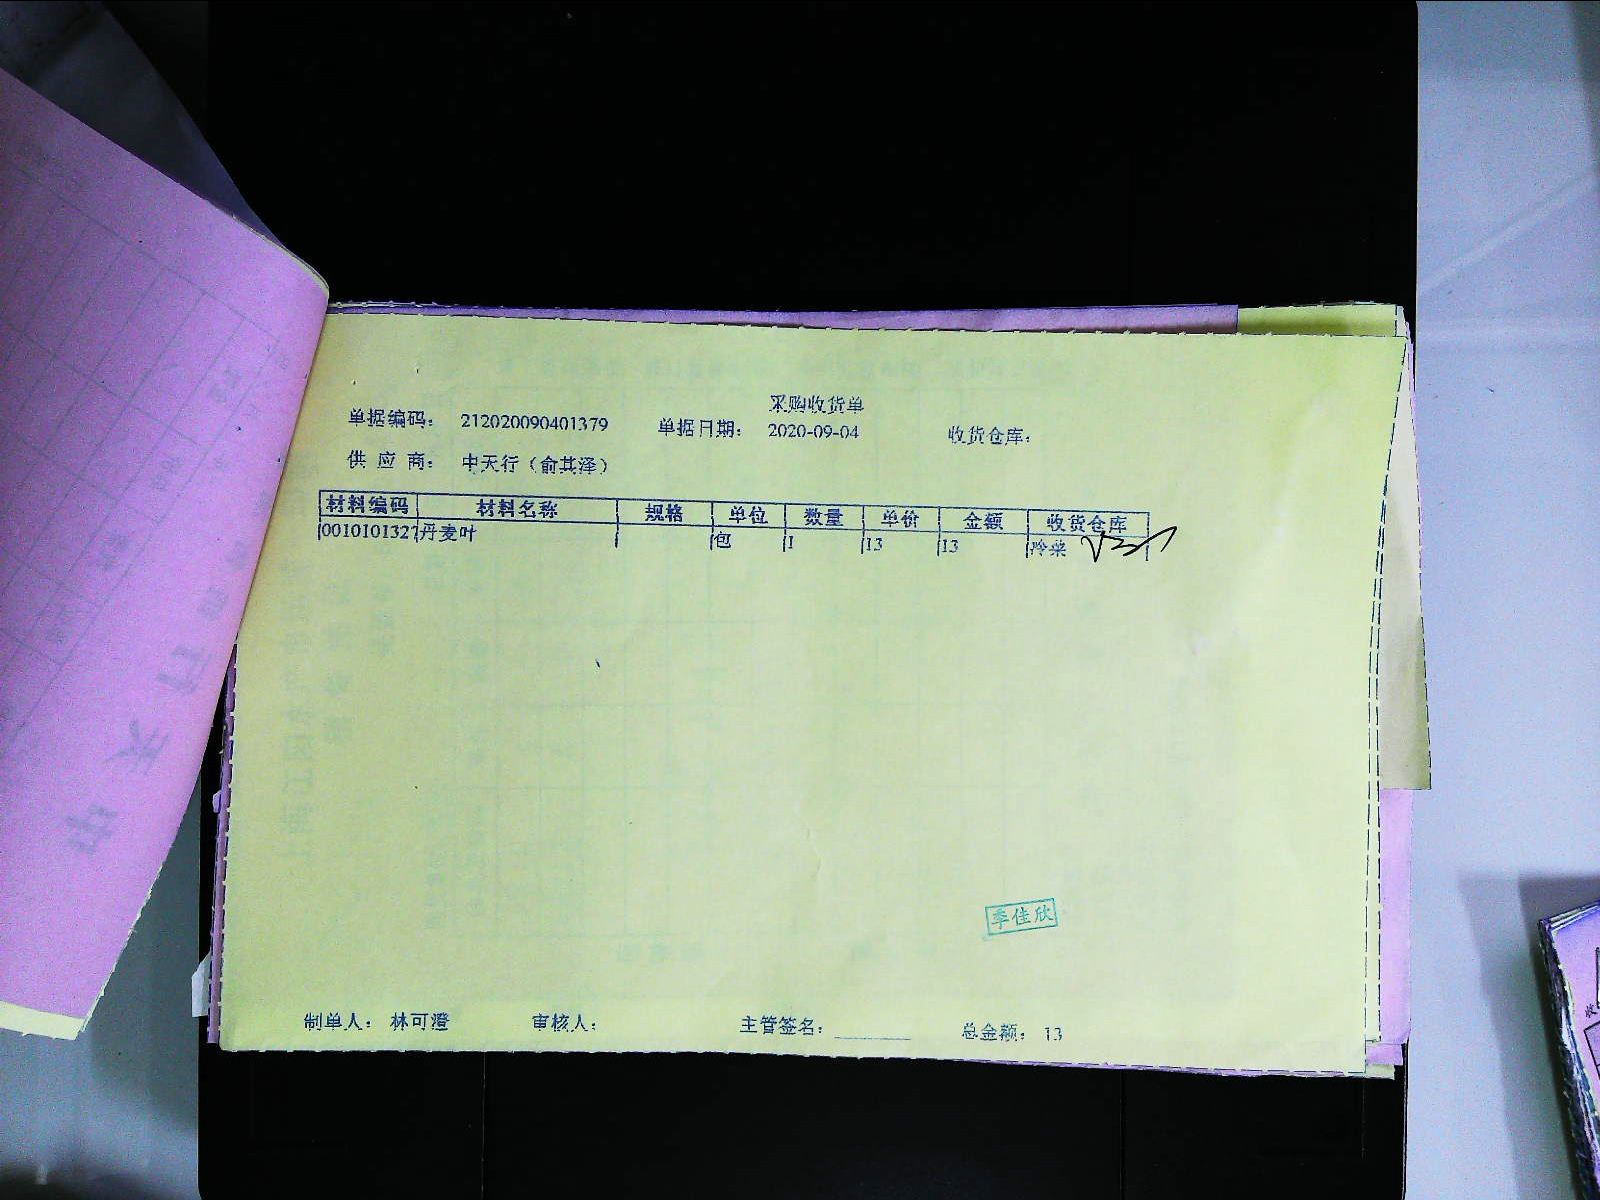 采购收货单
单据编码： 212020090401379 单据日期： 2020-09-04 收货仓库：
供 应 商： 中天行（俞其泽）
材料编码 材料名称 规格 单位 数量 单价 金额 收货仓库
0010101327 丹麦叶 包 1 13 13 冷菜
季佳欣
制单人： 林可澄 审核人： 主管签名： 总金额： 13